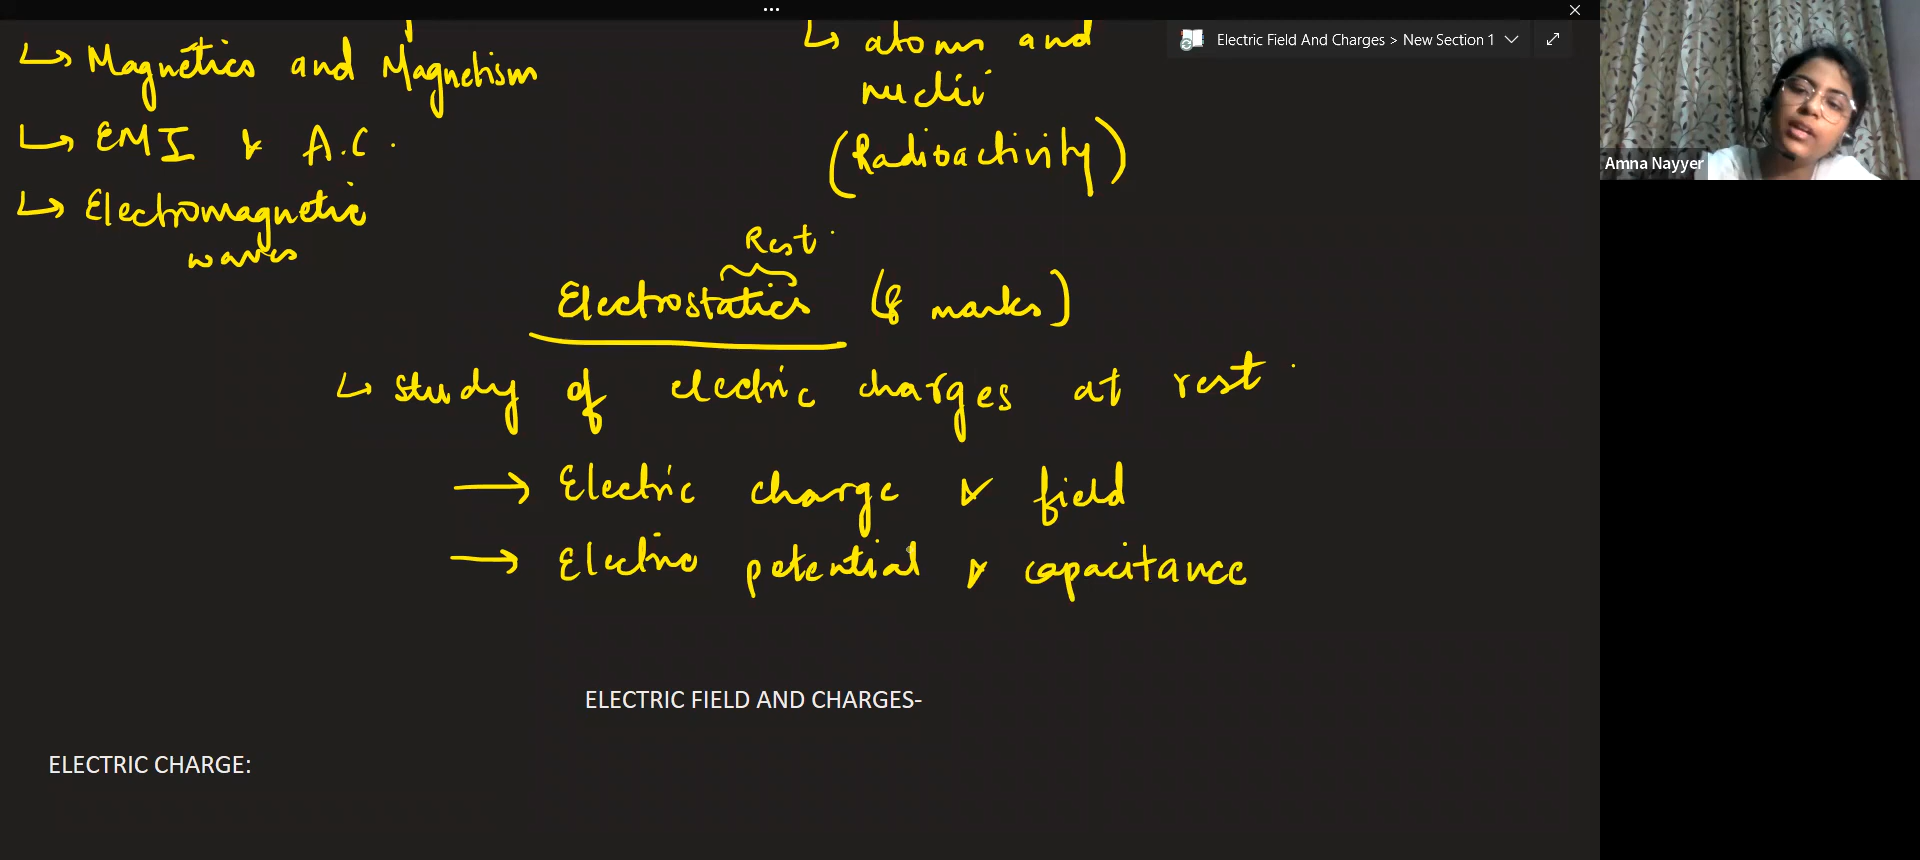 Electric Field And Charges > New Section 1
Amna Nayyer
↳ Magnetics and Magnetism
↳ EMI & A.C.
↳ Electromagnetic
waves
↳ atoms and
nuclii
(Radioactivity)
Rest.
Electrostatics (8 marks)
↳ study of electric charges at rest.
→ Electric charge & field
→ Electric potential & capacitance
ELECTRIC FIELD AND CHARGES-
ELECTRIC CHARGE: